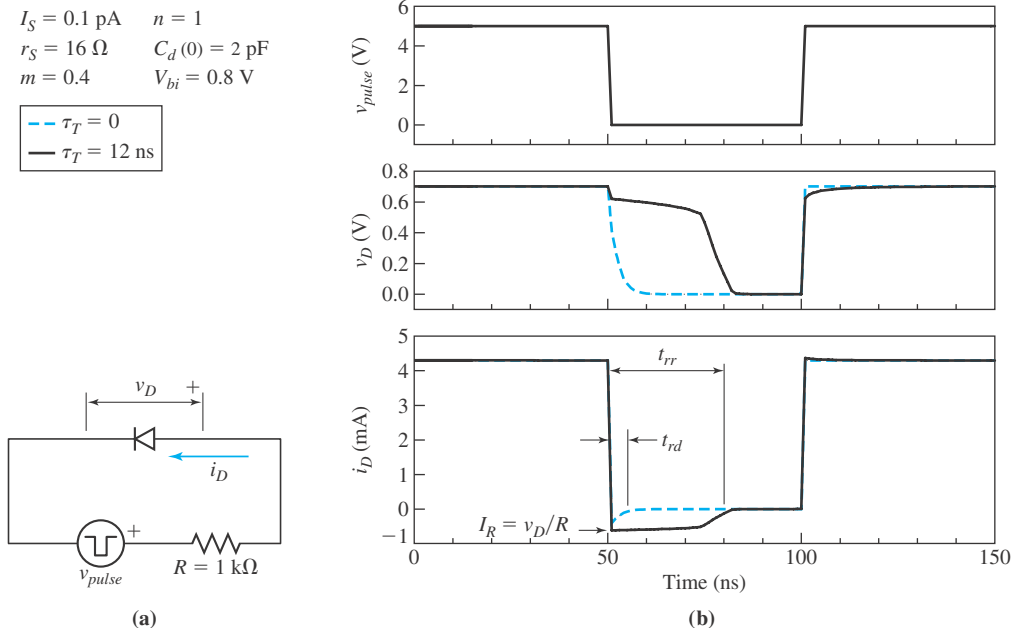 I_S = 0.1 pA n = 1
r_S = 16 Ω C_d (0) = 2 pF
m = 0.4 V_bi = 0.8 V
τ_T = 0
τ_T = 12 ns
v_D +
i_D
+
v_pulse
R = 1 kΩ
(a)
v_pulse (V)
4
0
v_D (V)
0.8
0.6
0.4
0.2
0.0
i_D (mA)
5
4
3
2
1
0
−1
t_rr
t_rd
I_R = v_D/R
0 50 100 150
Time (ns)
(b)